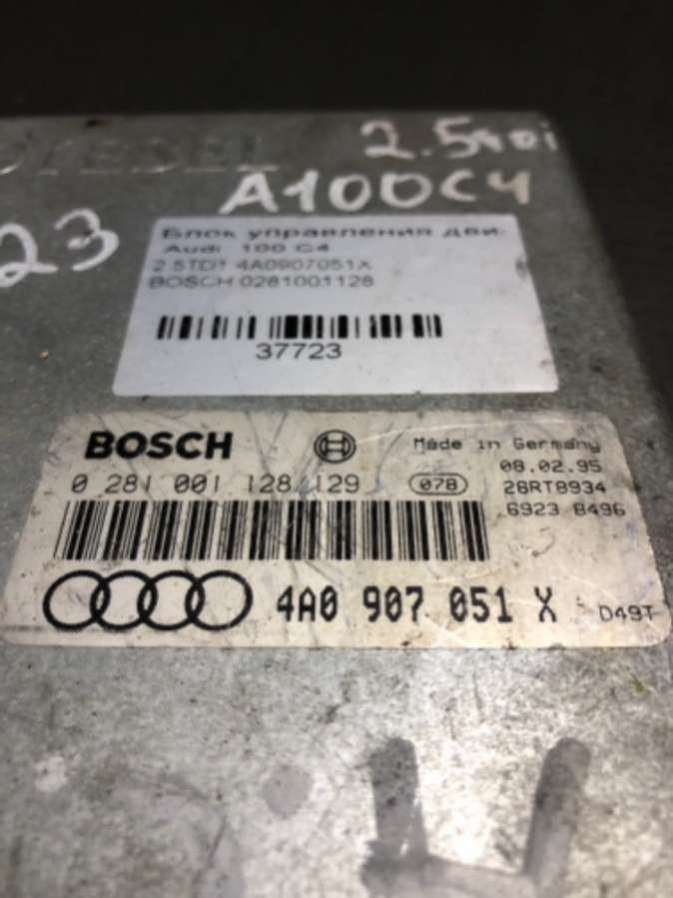 DIESEL
2.5TDI
A100C4
23
Блок управления дви-
Audi 100 C4
2.5TDI 4A0907051X
BOSCH 0281001128
37723
BOSCH
Made in Germany
0 281 001 128/129
078
08.02.95
28RT8934
6923 8496
4A0 907 051 X
D49T